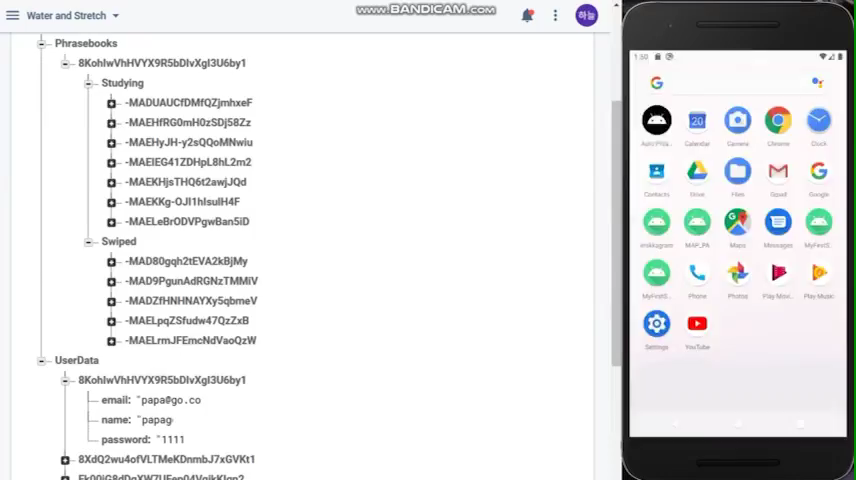 www.BANDICAM.com
Water and Stretch
하늘
Phrasebooks
8KohIwVhHVYX9R5bDIvXgI3U6by1
Studying
-MADUAUCfDMfQZjmhxeF
-MAEHfRG0mH0zSDj58Zz
-MAEHyJH-y2sQQoMNwiu
-MAEIEG41ZDHpL8hL2m2
-MAEKHjsTHQ6t2awjJQd
-MAEKKg-OJI1hIsuIH4F
-MAELeBrODVPgwBan5iD
Swiped
-MAD80gqh2tEVA2kBjMy
-MAD9PgunAdRGNzTMMiV
-MADZfHNHNAYXy5qbmeV
-MAELpqZSfudw47QzZxB
-MAELrmJFEmcNdVaoQzW
UserData
8KohIwVhHVYX9R5bDIvXgI3U6by1
email: "papa@go.co
name: "papag
password: "1111
8XdQ2wu4ofVLTMeKDnmbJ7xGVKt1
1:50
G
20
Calendar Camera Chrome Clock
Contacts Drive Files Gmail Google
MAP_PA Maps Messages MyFirstS...
MyFirstS... Phone Photos Play Movi... Play Music
Settings YouTube